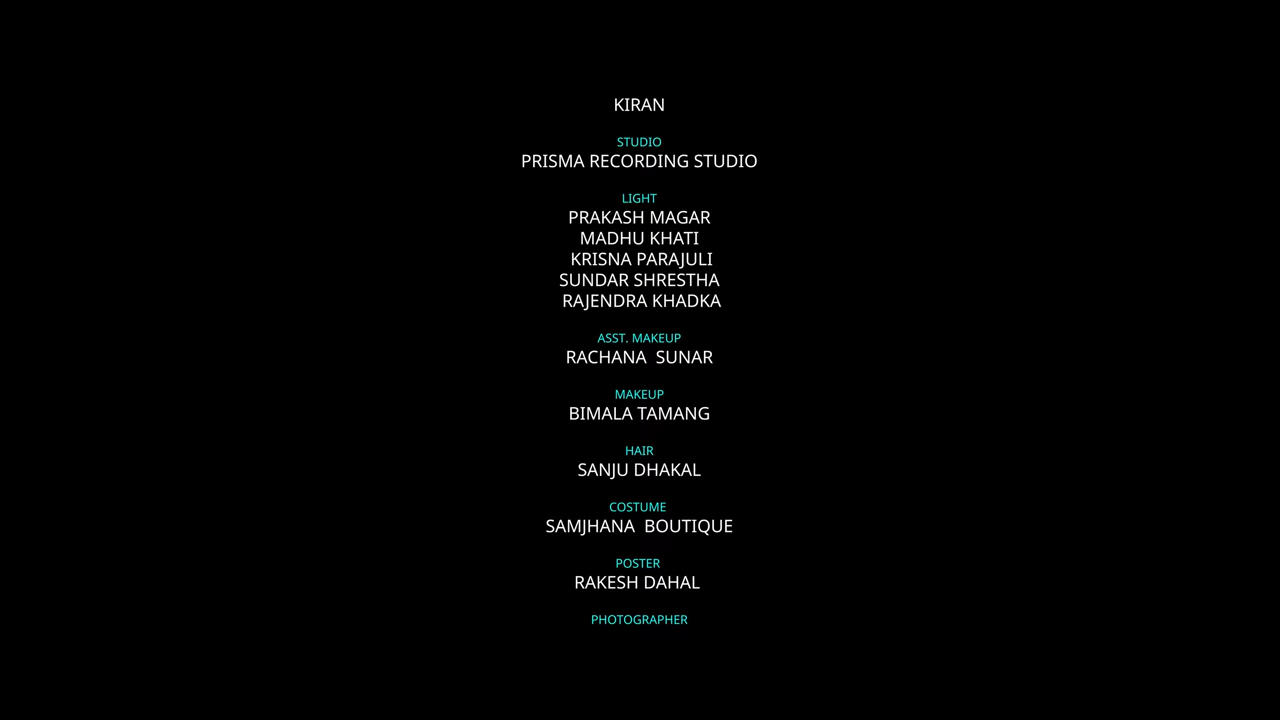 KIRAN
STUDIO
PRISMA RECORDING STUDIO
LIGHT
PRAKASH MAGAR
MADHU KHATI
KRISNA PARAJULI
SUNDAR SHRESTHA
RAJENDRA KHADKA
ASST. MAKEUP
RACHANA  SUNAR
MAKEUP
BIMALA TAMANG
HAIR
SANJU DHAKAL
COSTUME
SAMJHANA  BOUTIQUE
POSTER
RAKESH DAHAL
PHOTOGRAPHER